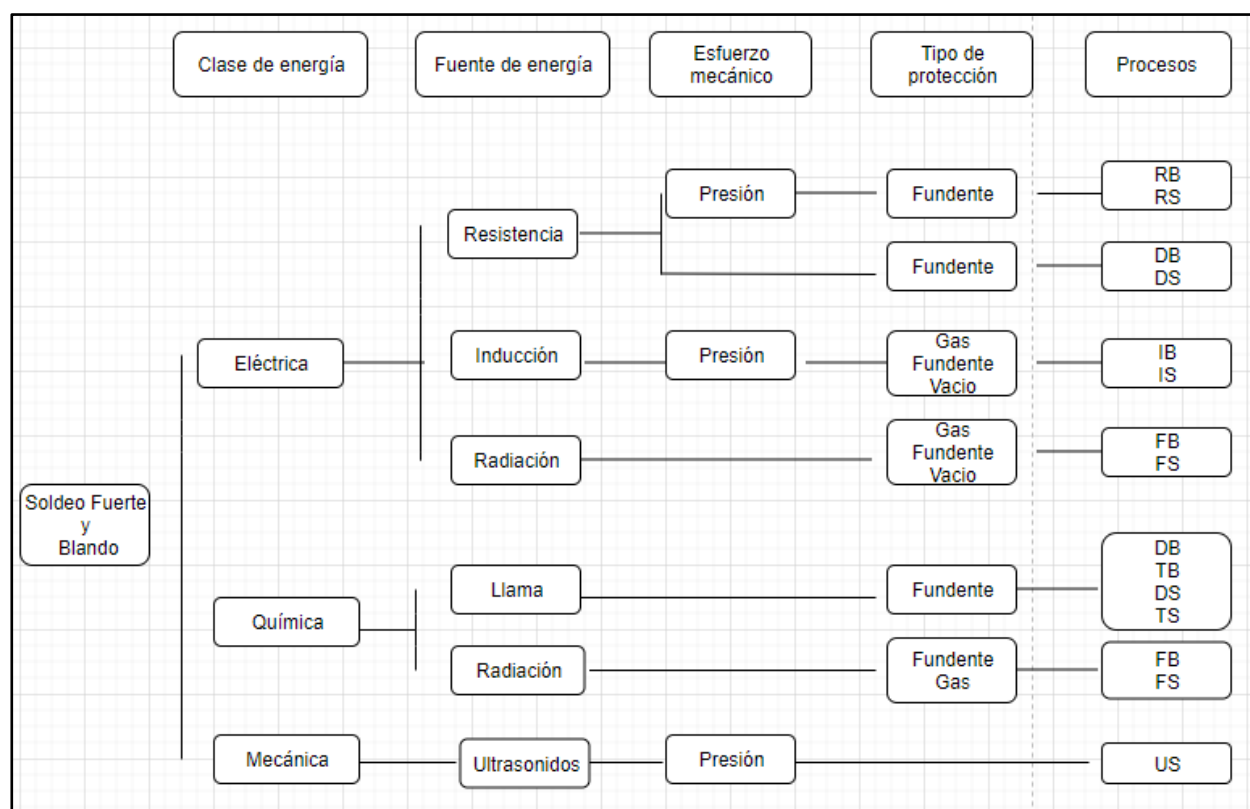 Clase de energía
Fuente de energía
Esfuerzo
mecánico
Tipo de
protección
Procesos
Soldeo Fuerte
y
Blando
Eléctrica
Resistencia
Presión
Fundente
RB
RS
Fundente
DB
DS
Inducción
Presión
Gas
Fundente
Vacio
IB
IS
Radiación
Gas
Fundente
Vacio
FB
FS
Química
Llama
Fundente
DB
TB
DS
TS
Radiación
Fundente
Gas
FB
FS
Mecánica
Ultrasonidos
Presión
US